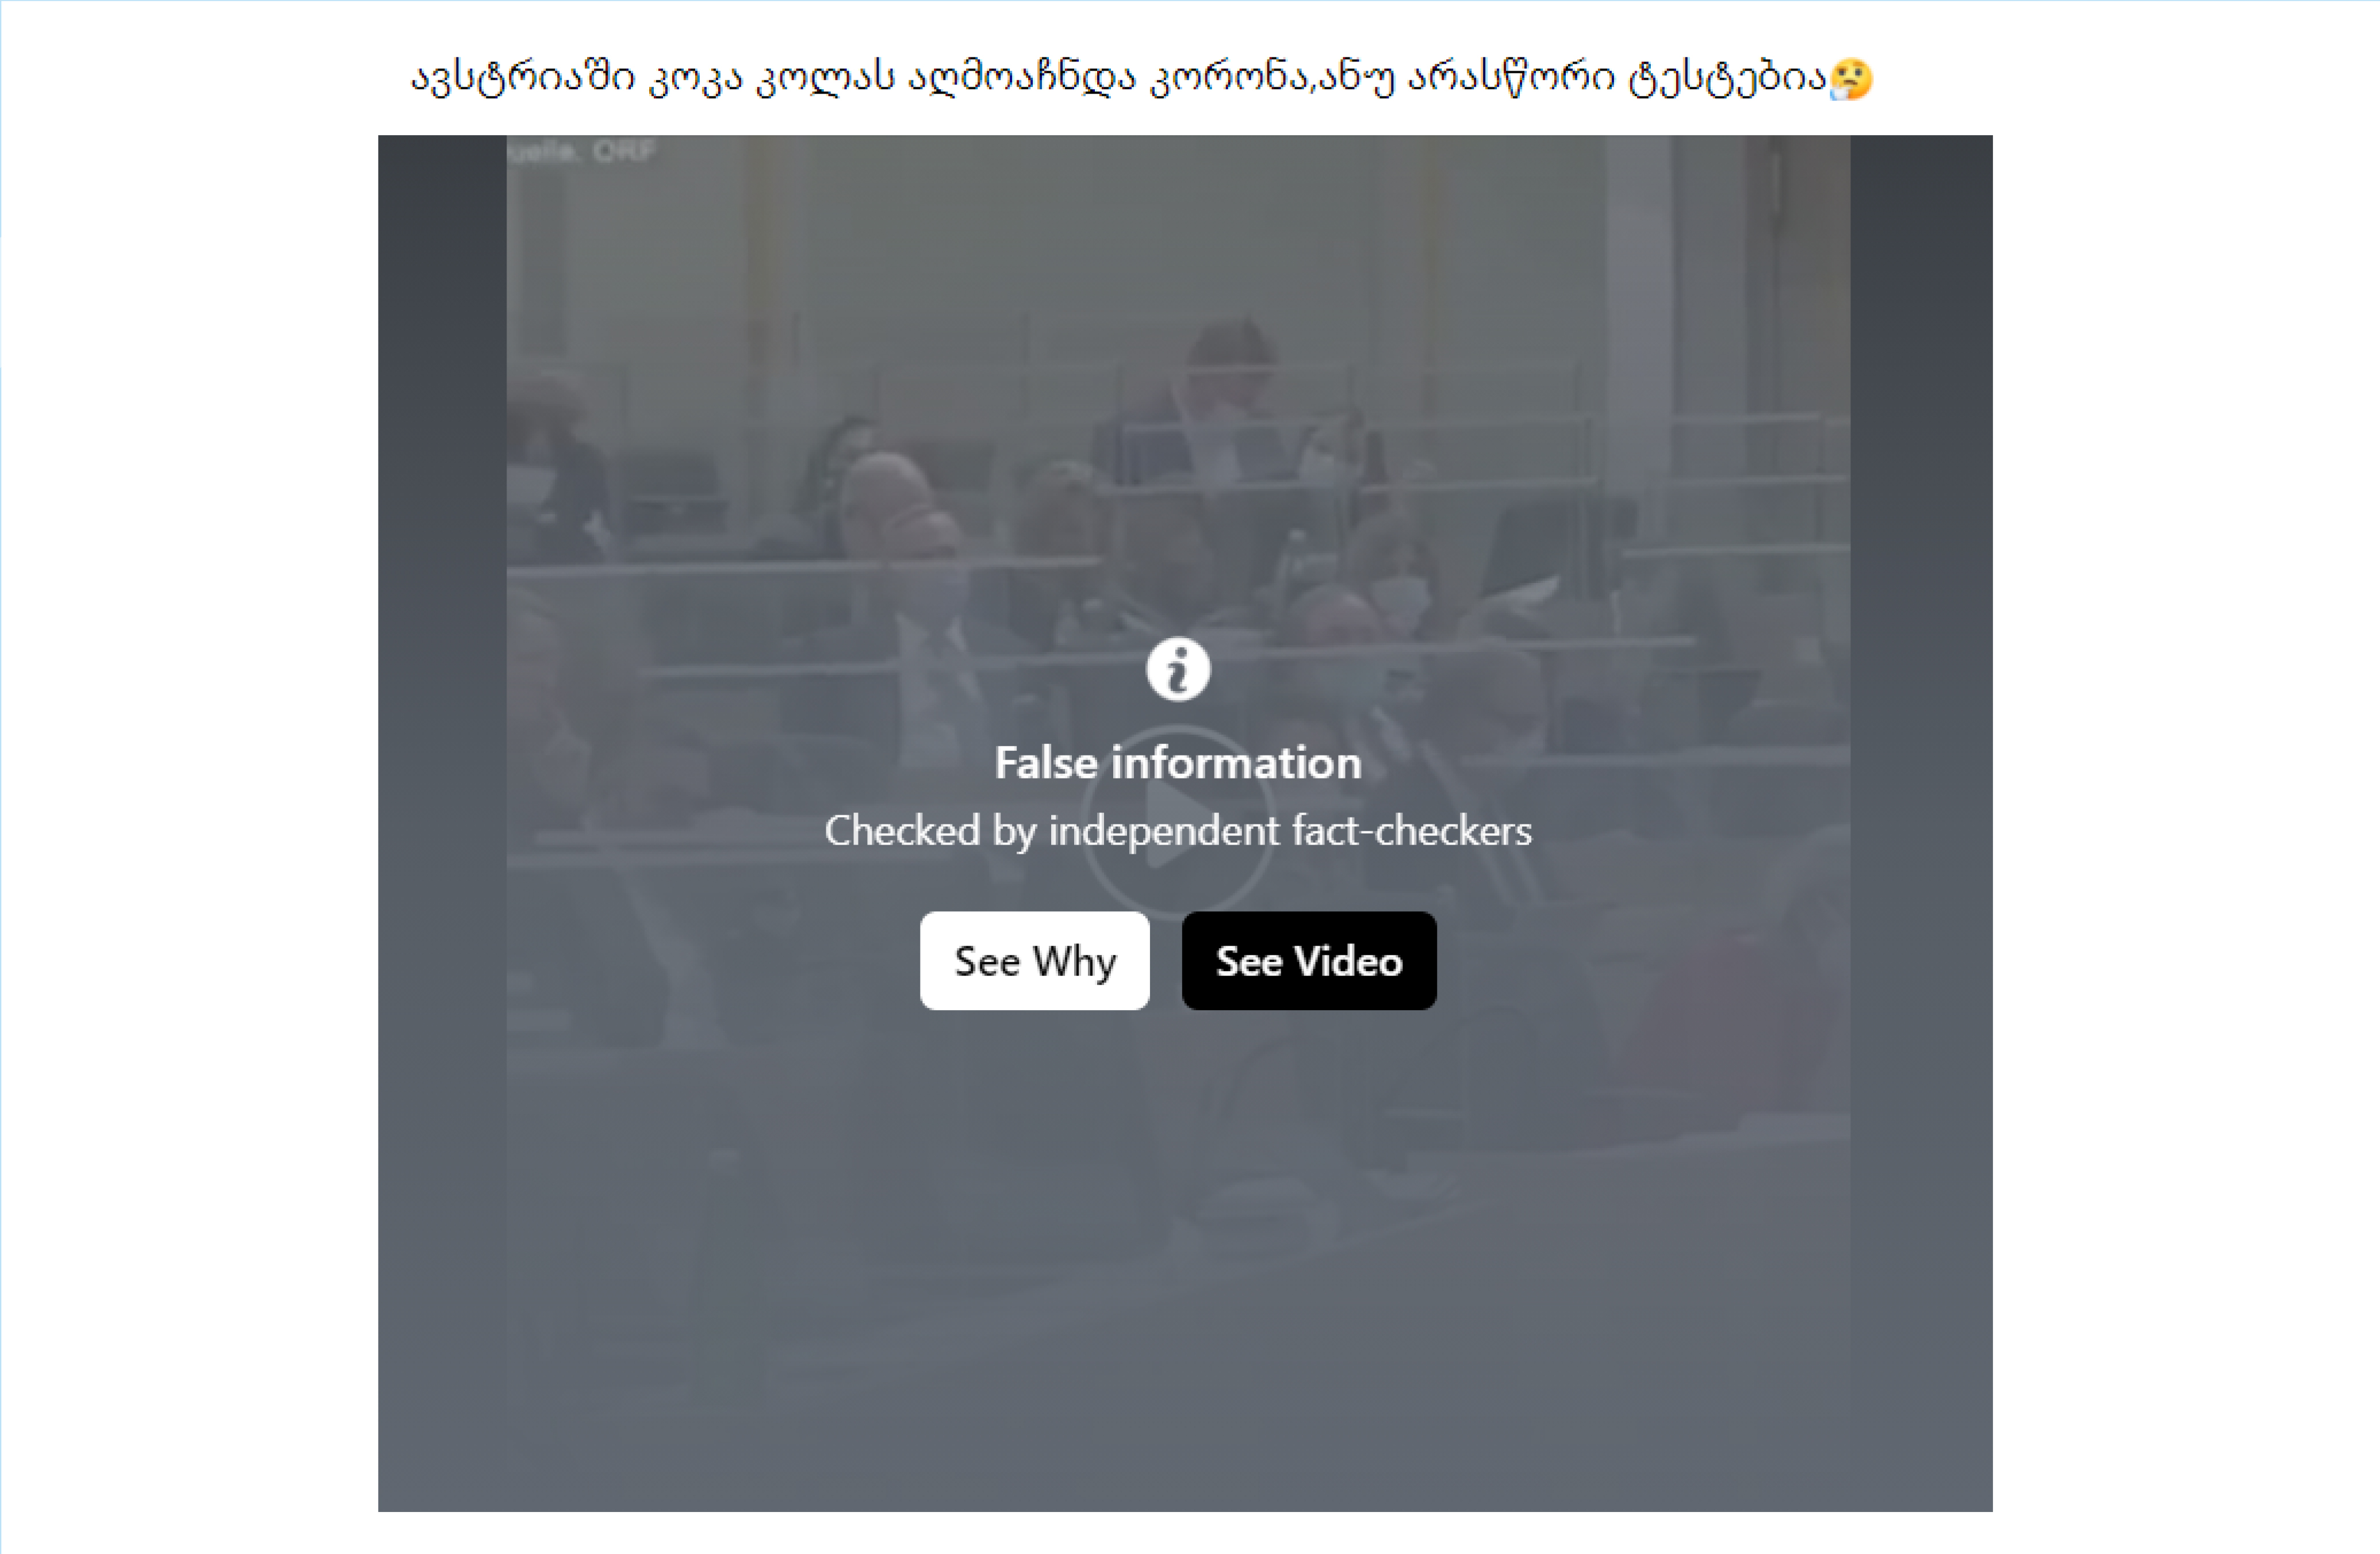 ავსტრიაში კოკა კოლას აღმოაჩნდა კორონა,ანუ არასწორი ტესტებია🤔
uelle. ORF
False information
Checked by independent fact-checkers
See Why
See Video